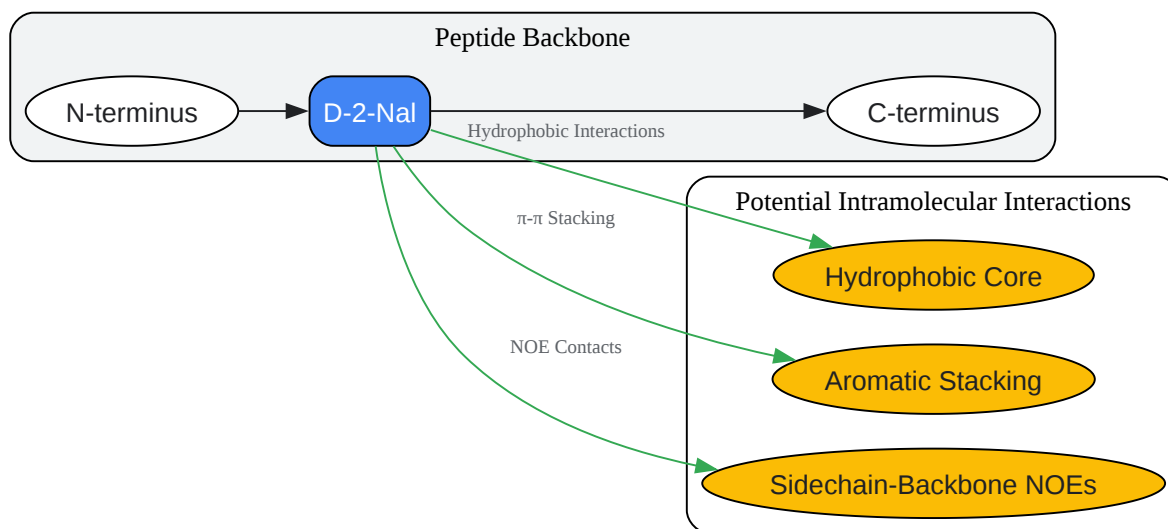 Peptide Backbone
N-terminus
D-2-Nal
C-terminus
Hydrophobic Interactions
Potential Intramolecular Interactions
π-π Stacking
Hydrophobic Core
NOE Contacts
Aromatic Stacking
Sidechain-Backbone NOEs